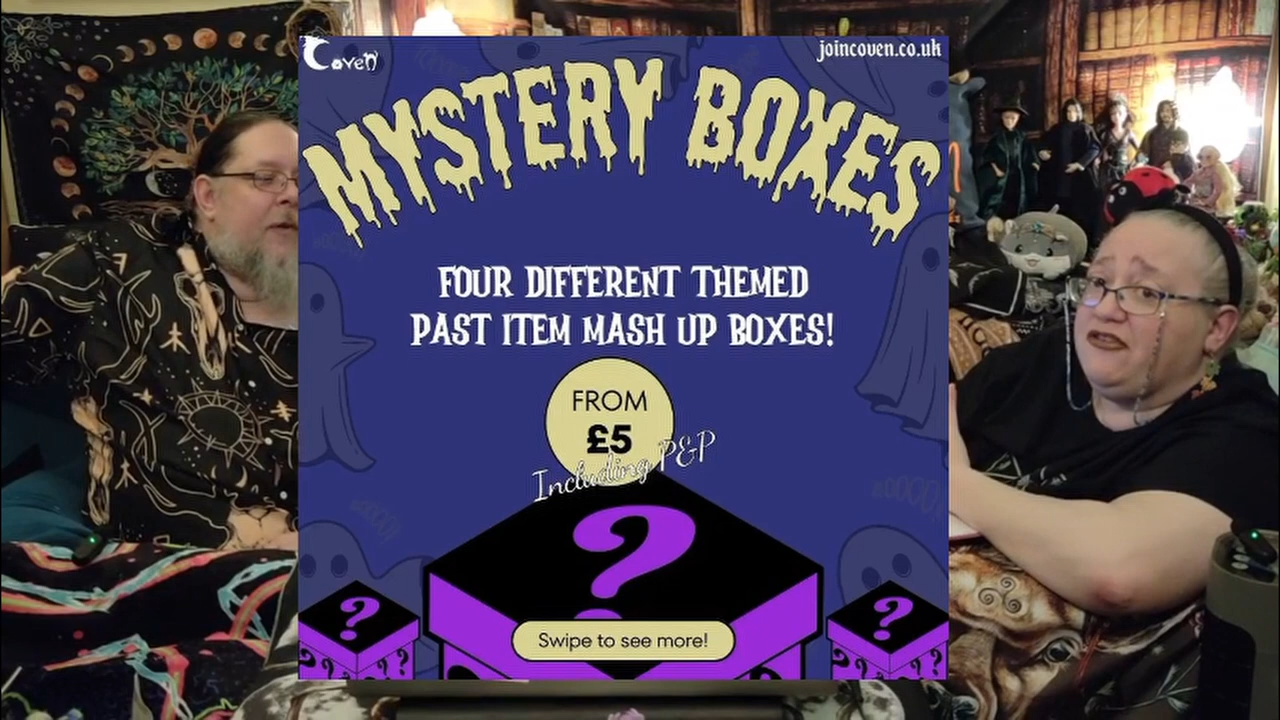 Coven
joincoven.co.uk
MYSTERY BOXES
FOUR DIFFERENT THEMED
PAST ITEM MASH UP BOXES!
FROM
£5
Including P&P
?
? ? ?
? ? ?
Swipe to see more!